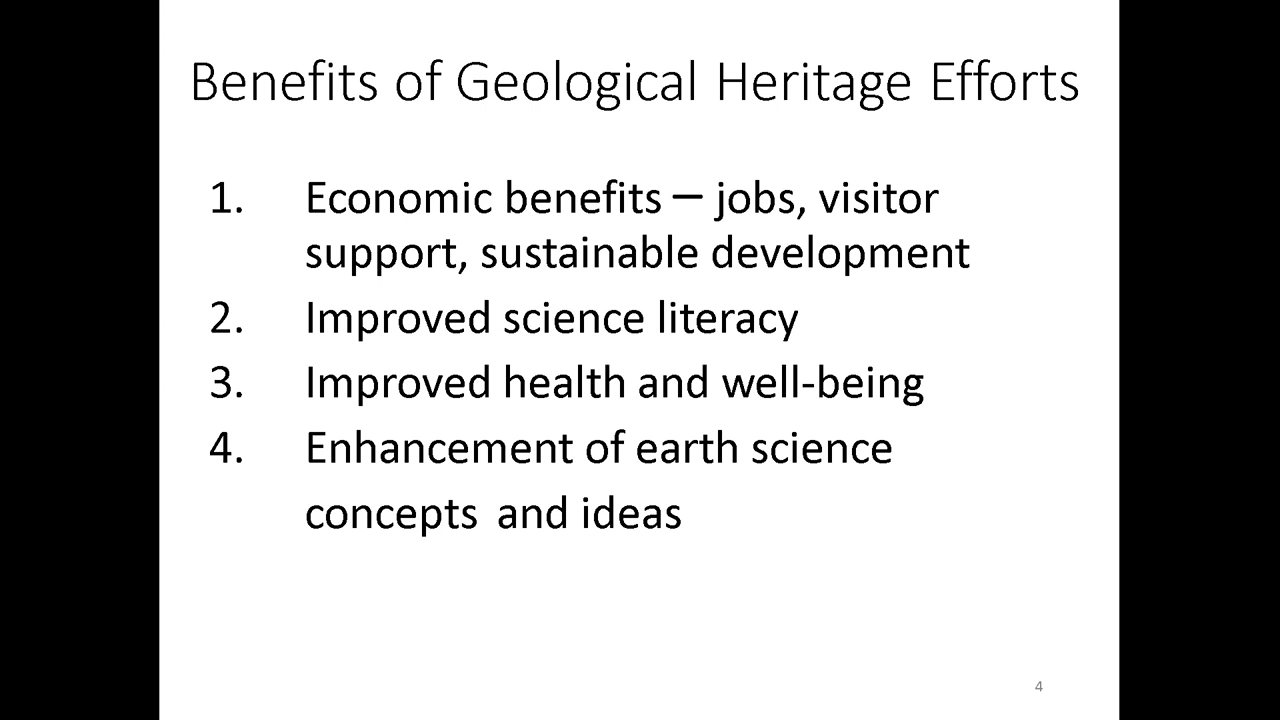 Benefits of Geological Heritage Efforts
1. Economic benefits – jobs, visitor
support, sustainable development
2. Improved science literacy
3. Improved health and well-being
4. Enhancement of earth science
concepts and ideas
4